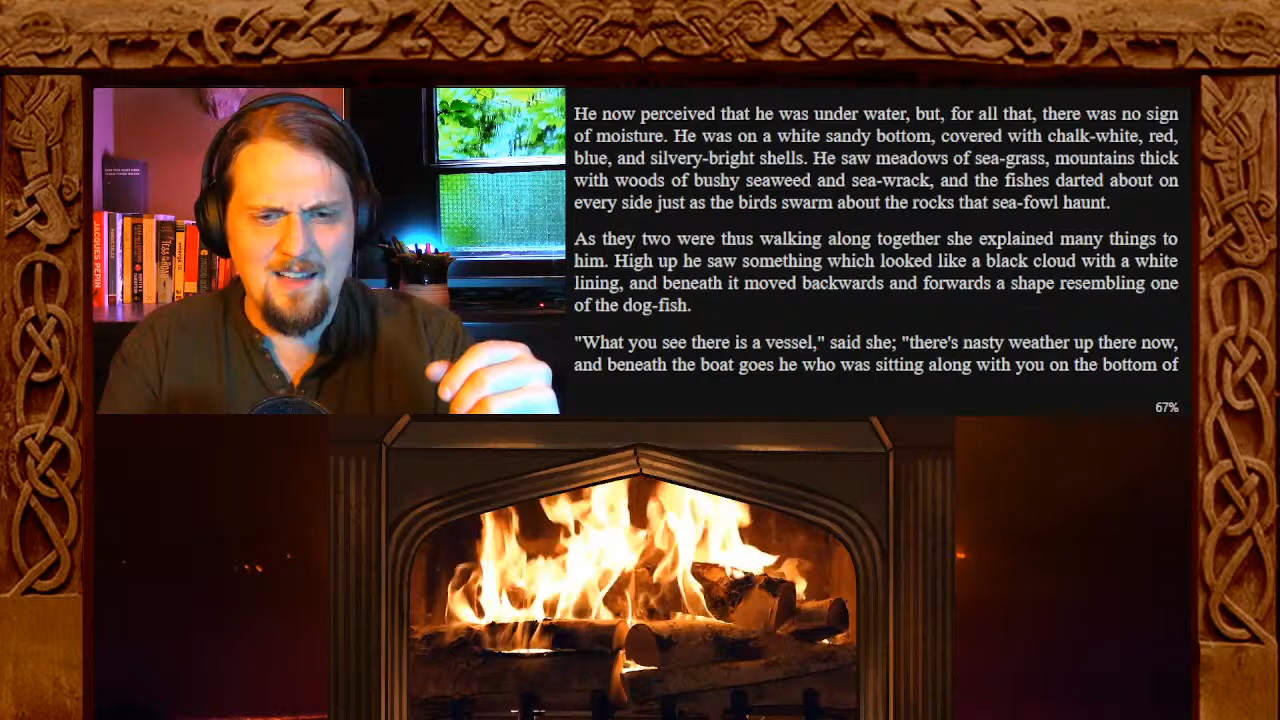 He now perceived that he was under water, but, for all that, there was no sign
of moisture. He was on a white sandy bottom, covered with chalk-white, red,
blue, and silvery-bright shells. He saw meadows of sea-grass, mountains thick
with woods of bushy seaweed and sea-wrack, and the fishes darted about on
every side just as the birds swarm about the rocks that sea-fowl haunt.
As they two were thus walking along together she explained many things to
him. High up he saw something which looked like a black cloud with a white
lining, and beneath it moved backwards and forwards a shape resembling one
of the dog-fish.
"What you see there is a vessel," said she; "there's nasty weather up there now,
and beneath the boat goes he who was sitting along with you on the bottom of
67%
JACQUES PEPIN